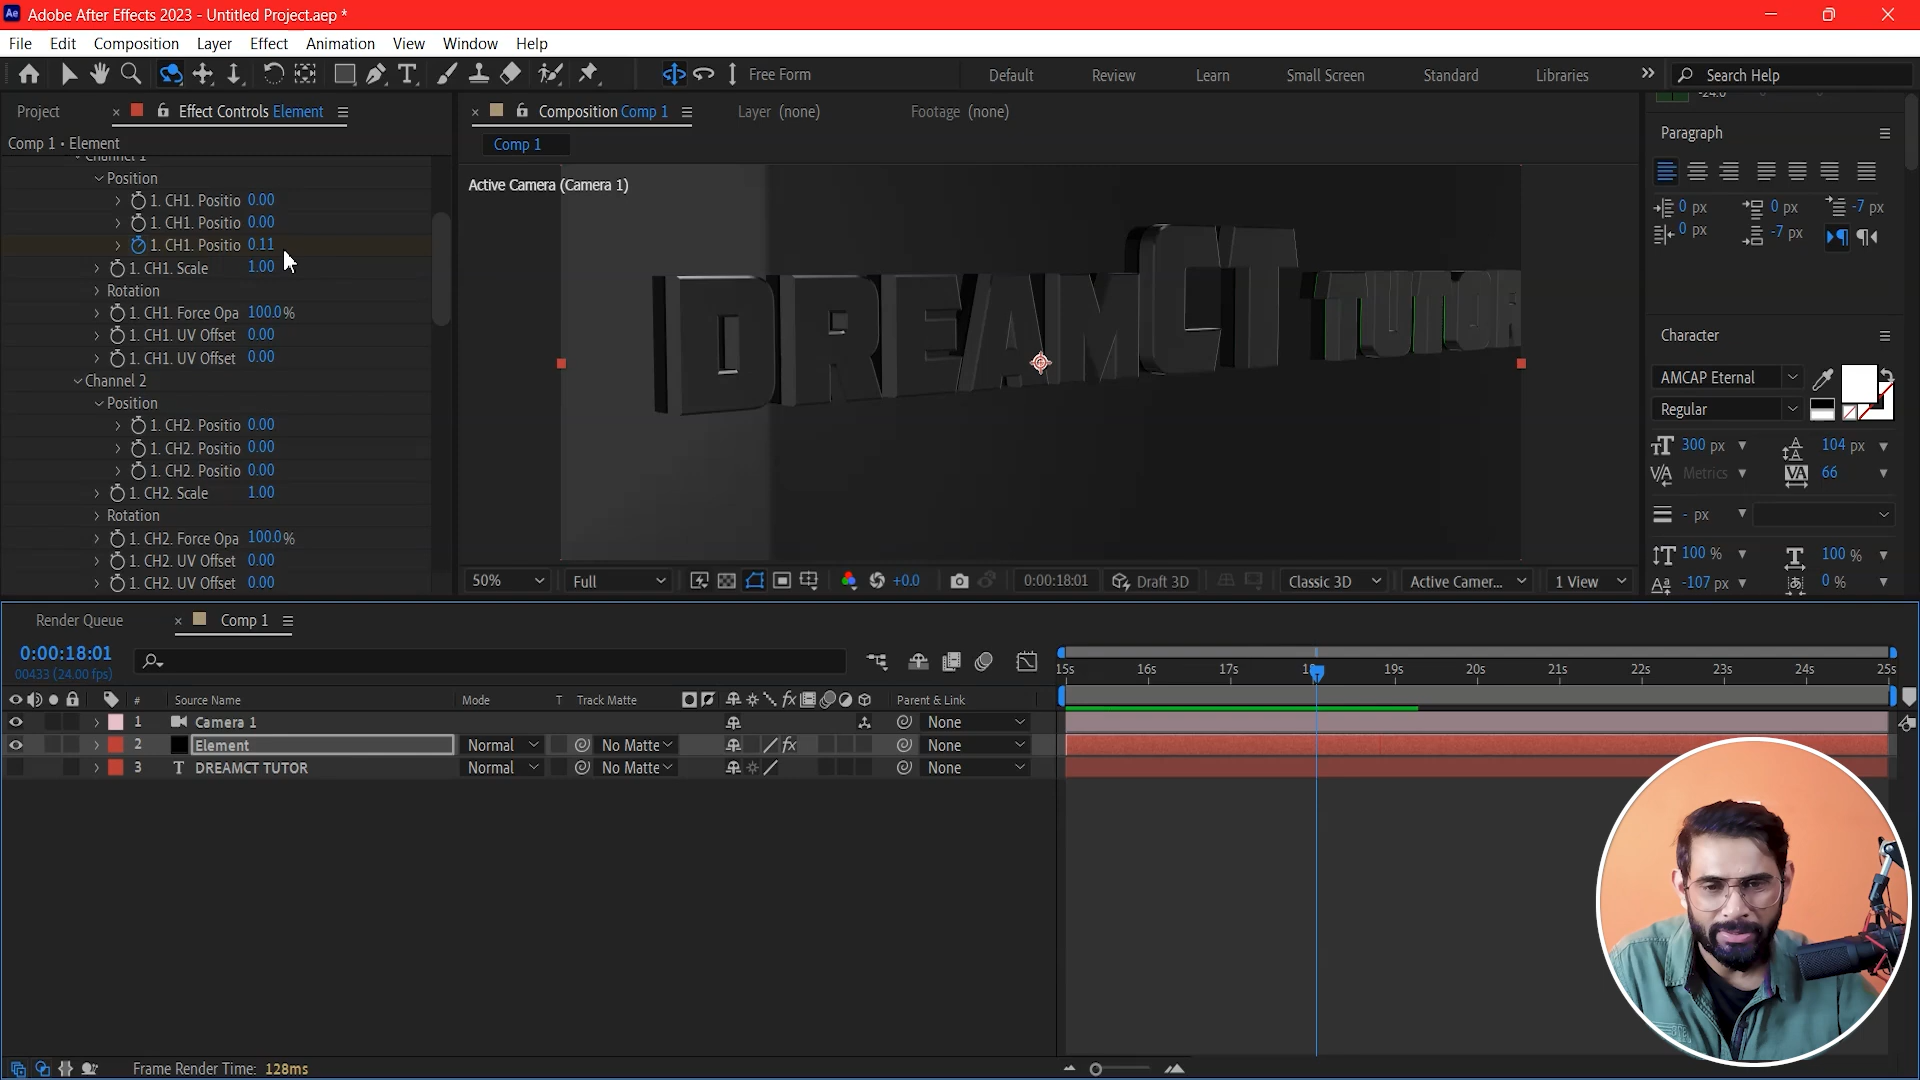 Adobe After Effects 2023 - Untitled Project.aep *
File Edit Composition Layer Effect Animation View Window Help
Free Form Default Review Learn Small Screen Standard Libraries Search Help
Project Effect Controls Element Composition Comp 1 Layer (none) Footage (none)
Comp 1 • Element
Comp 1
Active Camera (Camera 1)
Channel 1
Position
1. CH1. Positio 0.00
1. CH1. Positio 0.00
1. CH1. Positio 0.11
1. CH1. Scale 1.00
Rotation
1. CH1. Force Opa 100.0%
1. CH1. UV Offset 0.00
1. CH1. UV Offset 0.00
Channel 2
Position
1. CH2. Positio 0.00
1. CH2. Positio 0.00
1. CH2. Positio 0.00
1. CH2. Scale 1.00
Rotation
1. CH2. Force Opa 100.0%
1. CH2. UV Offset 0.00
1. CH2. UV Offset 0.00
DREAMCT TUTOR
50% Full +0.0 0:00:18:01 Draft 3D Classic 3D Active Camer... 1 View
-24.0
Paragraph
0 px 0 px -7 px
0 px -7 px
Character
AMCAP Eternal
Regular
300 px 104 px
Metrics 66
- px
100 % 100 %
-107 px 0 %
Render Queue Comp 1
0:00:18:01
00433 (24.00 fps)
15s 16s 17s 18s 19s 20s 21s 22s 23s 24s 25s
# Source Name Mode T Track Matte fx Parent & Link
1 Camera 1 None
2 Element Normal No Matte fx None
3 T DREAMCT TUTOR Normal No Matte None
Frame Render Time: 128ms